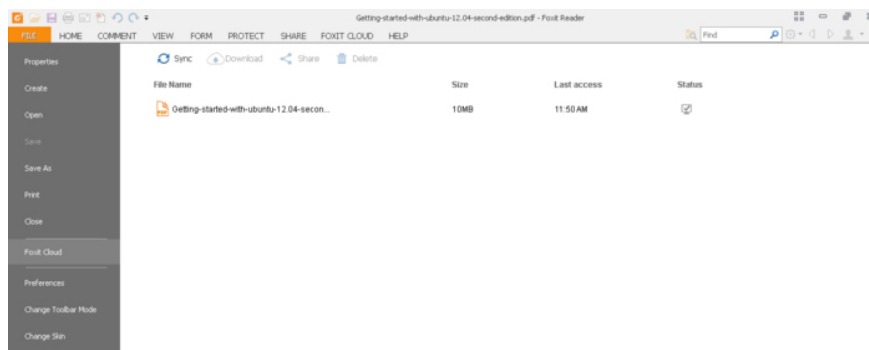 Getting-started-with-ubuntu-12.04-second-edition.pdf - Foxit Reader
FILE HOME COMMENT VIEW FORM PROTECT SHARE FOXIT CLOUD HELP Find
Properties
Create
Open
Save
Save As
Print
Close
Foxit Cloud
Preferences
Change Toolbar Mode
Change Skin
Sync Download Share Delete
File Name Size Last access Status
PDF Getting-started-with-ubuntu-12.04-secon... 10MB 11:50 AM